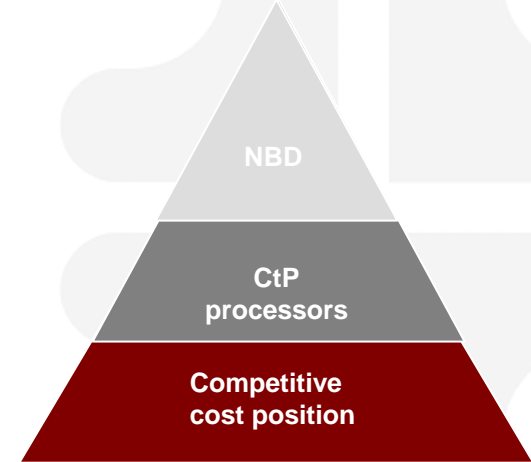 NBD
CtP
processors
Competitive
cost position